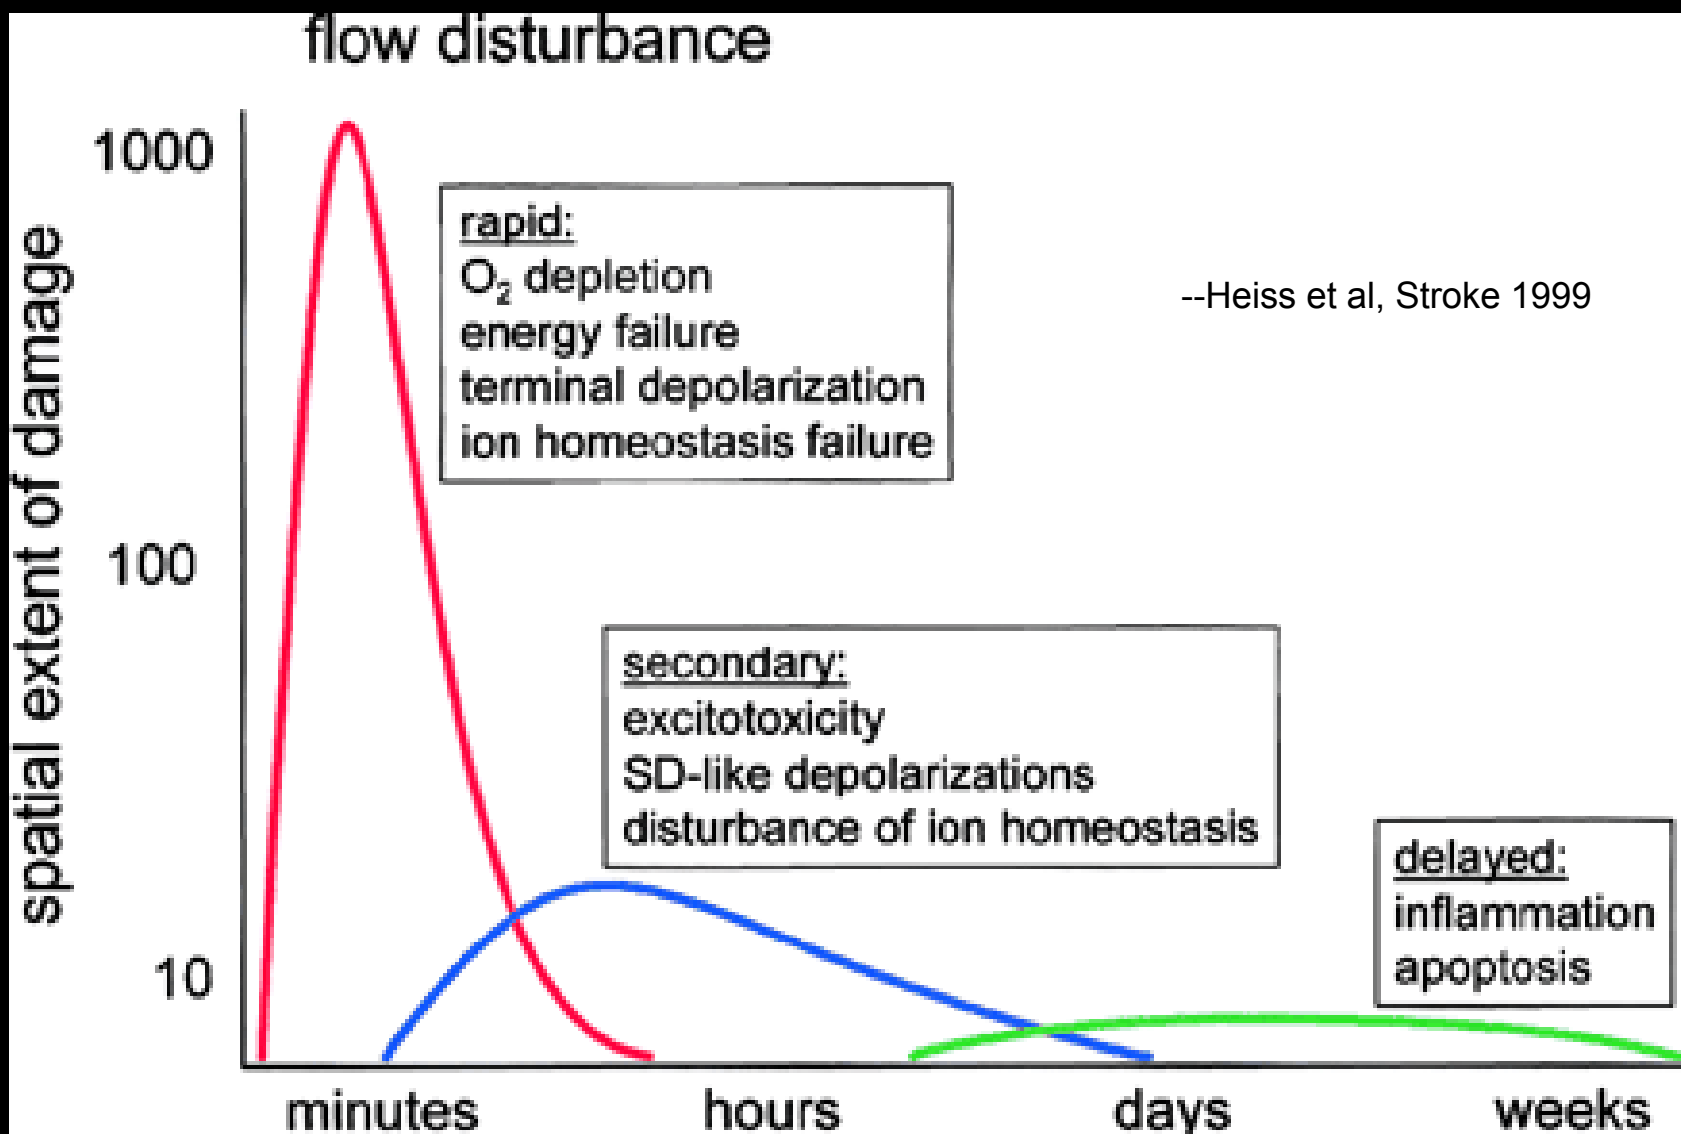 flow disturbance
spatial extent of damage
1000
100
10
rapid:
O₂ depletion
energy failure
terminal depolarization
ion homeostasis failure
--Heiss et al, Stroke 1999
secondary:
excitotoxicity
SD-like depolarizations
disturbance of ion homeostasis
delayed:
inflammation
apoptosis
minutes
hours
days
weeks